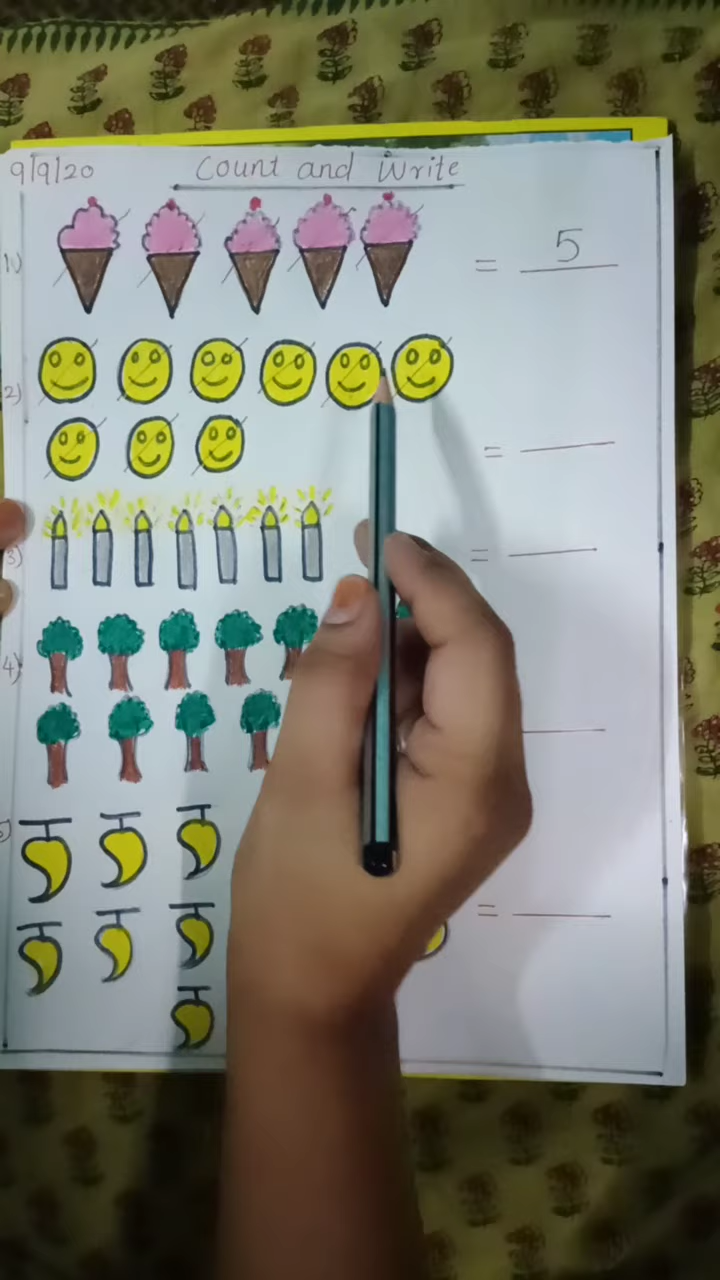 9/9/20 Count and Write
1) = 5
2)
=
3) =
4)
=